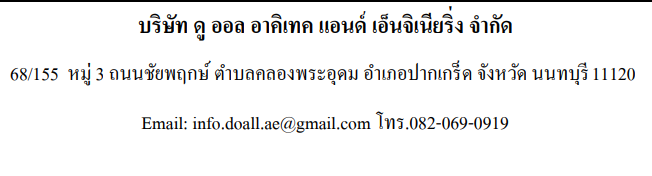 บริษัท ดู ออล อาคิเทค แอนด์ เอ็นจิเนียริ่ง จำกัด
68/155 หมู่ 3 ถนนชัยพฤกษ์ ตำบลคลองพระอุดม อำเภอปากเกร็ด จังหวัด นนทบุรี 11120
Email: info.doall.ae@gmail.com โทร.082-069-0919